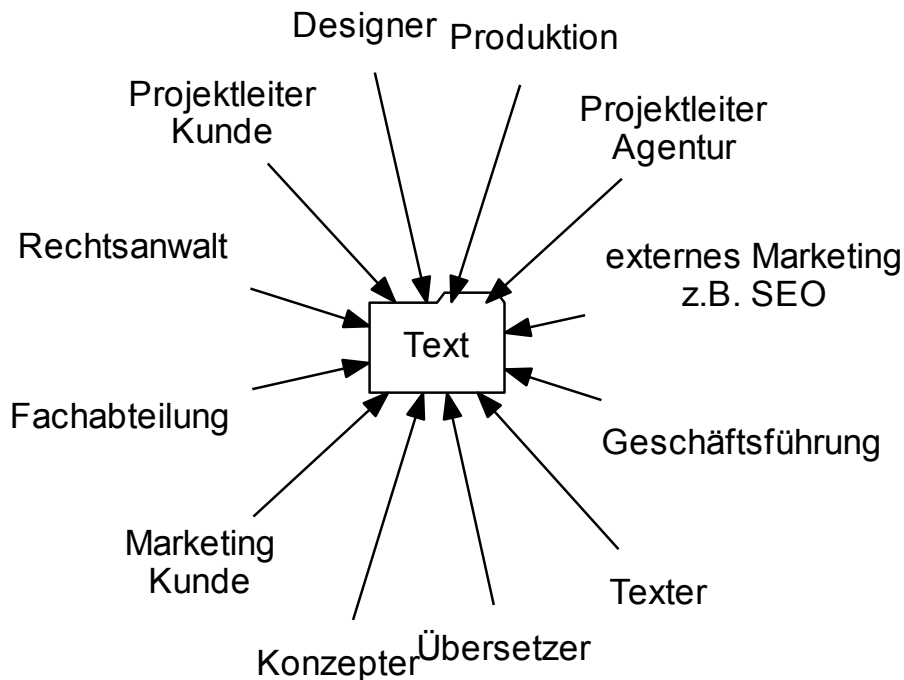 Designer
Produktion
Projektleiter
Kunde
Projektleiter
Agentur
Rechtsanwalt
externes Marketing
z.B. SEO
Text
Fachabteilung
Geschäftsführung
Marketing
Kunde
Texter
Konzepter
Übersetzer